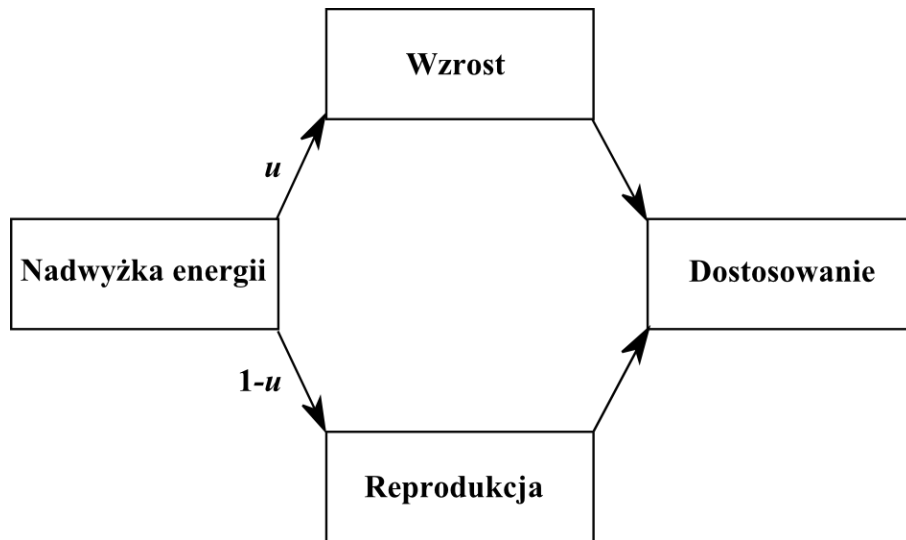 Wzrost
u
Nadwyżka energii
Dostosowanie
1-u
Reprodukcja